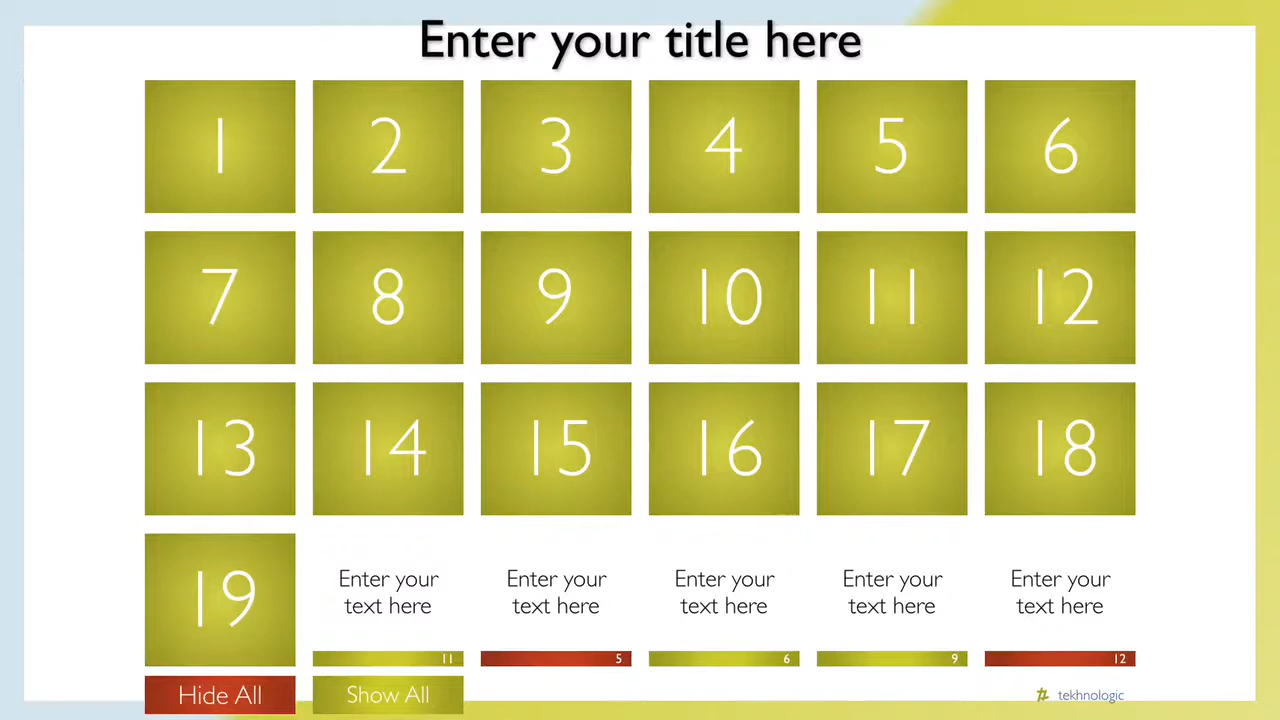 Enter your title here
1 2 3 4 5 6
7 8 9 10 11 12
13 14 15 16 17 18
19
Enter your
text here
11
Enter your
text here
5
Enter your
text here
6
Enter your
text here
9
Enter your
text here
12
Hide All
Show All
tekhnologic